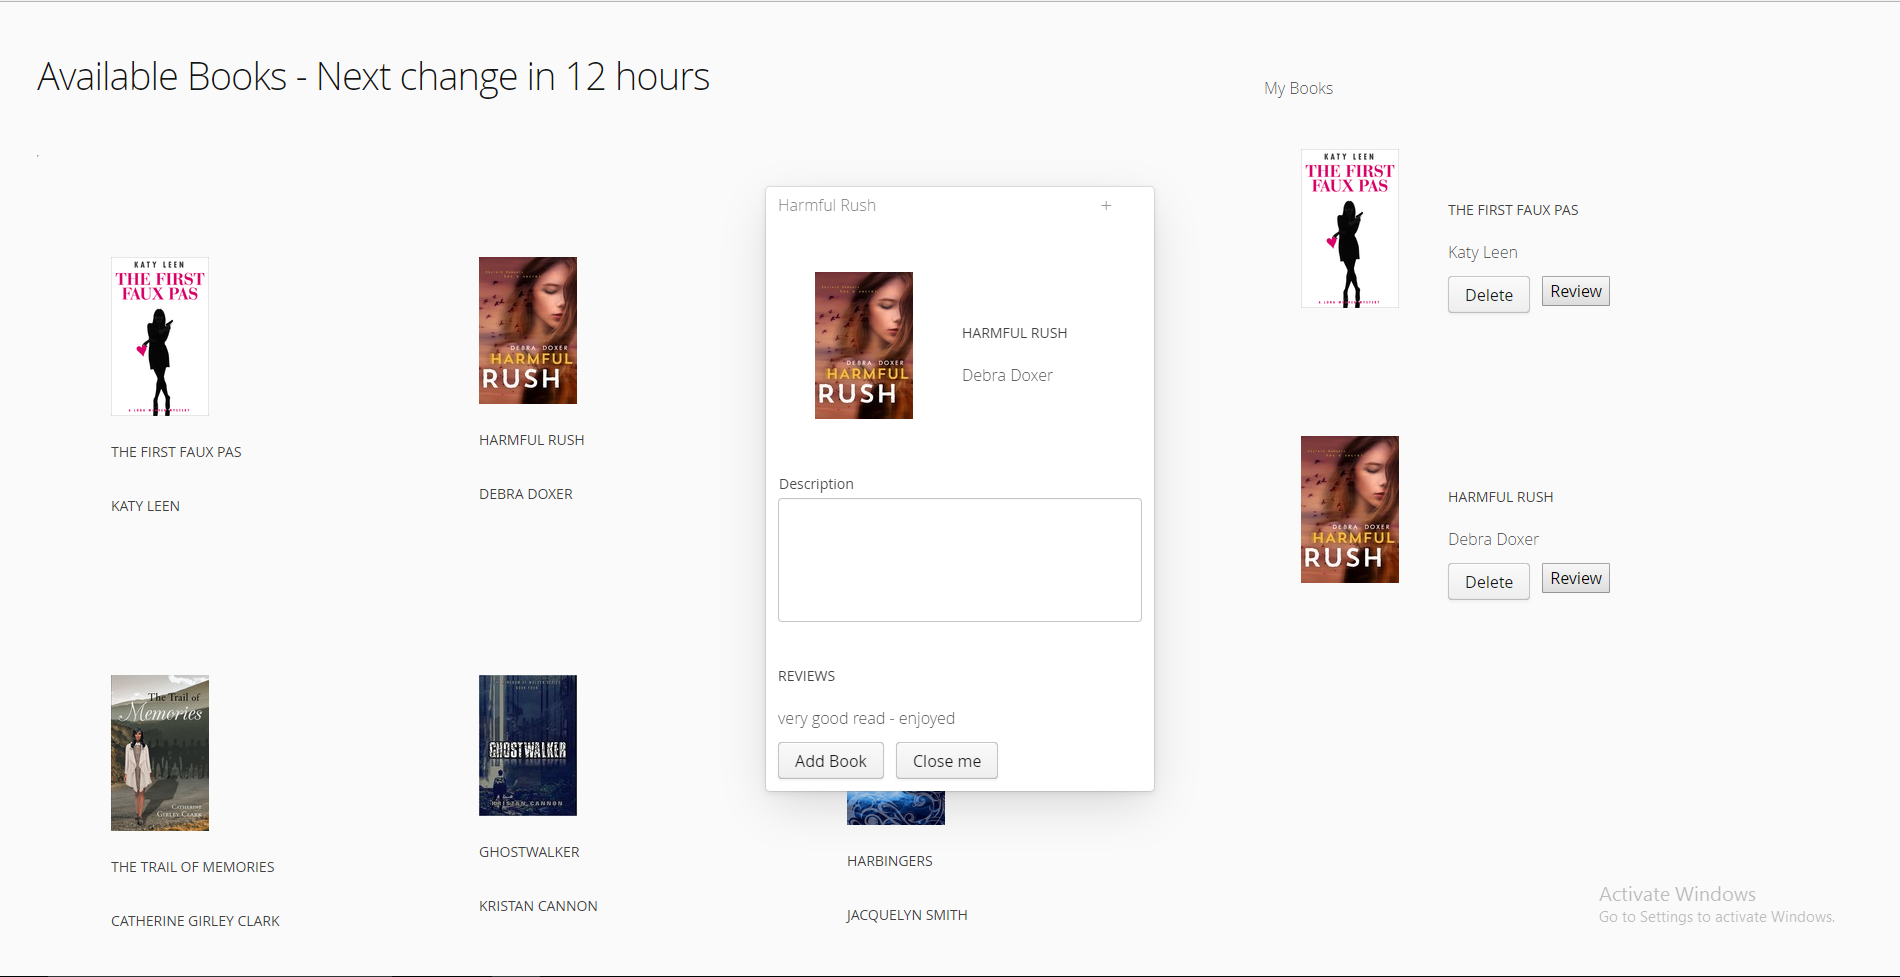 Available Books - Next change in 12 hours
My Books
KATY LEEN
THE FIRST
FAUX PAS
THE FIRST FAUX PAS
KATY LEEN
DEBRA DOXER
HARMFUL
RUSH
HARMFUL RUSH
DEBRA DOXER
Harmful Rush
+
DEBRA DOXER
HARMFUL
RUSH
HARMFUL RUSH
Debra Doxer
Description
REVIEWS
very good read - enjoyed
Add Book
Close me
KATY LEEN
THE FIRST
FAUX PAS
THE FIRST FAUX PAS
Katy Leen
Delete
Review
DEBRA DOXER
HARMFUL
RUSH
HARMFUL RUSH
Debra Doxer
Delete
Review
The Trail of
Memories
CATHERINE
GIRLEY CLARK
THE TRAIL OF MEMORIES
CATHERINE GIRLEY CLARK
GHOSTWALKER
KRISTAN CANNON
GHOSTWALKER
KRISTAN CANNON
HARBINGERS
JACQUELYN SMITH
Activate Windows
Go to Settings to activate Windows.